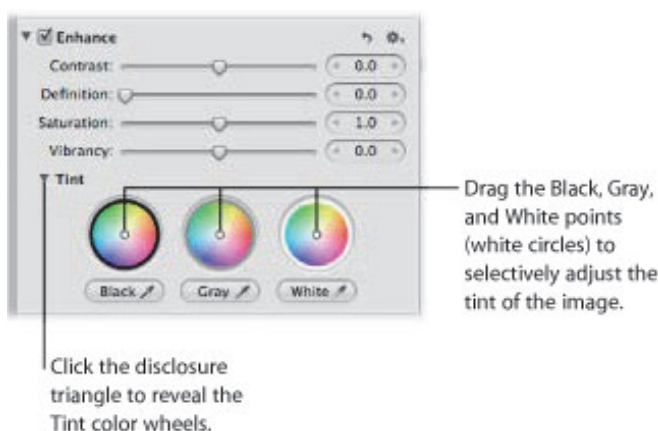 Enhance
Contrast: 0.0
Definition: 0.0
Saturation: 1.0
Vibrancy: 0.0
Tint
Black Gray White
Drag the Black, Gray,
and White points
(white circles) to
selectively adjust the
tint of the image.
Click the disclosure
triangle to reveal the
Tint color wheels.